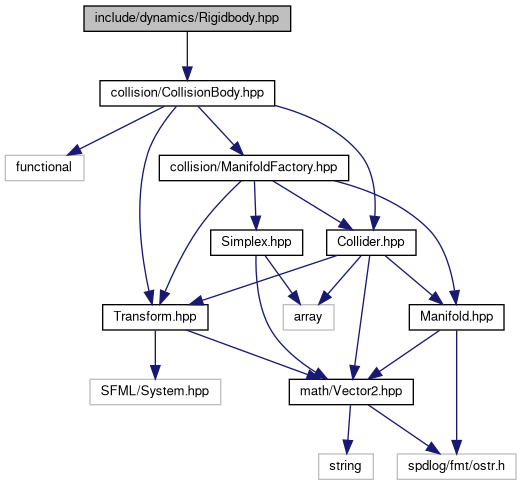 include/dynamics/Rigidbody.hpp
collision/CollisionBody.hpp
functional
collision/ManifoldFactory.hpp
Simplex.hpp
Collider.hpp
Transform.hpp
array
Manifold.hpp
SFML/System.hpp
math/Vector2.hpp
string
spdlog/fmt/ostr.h